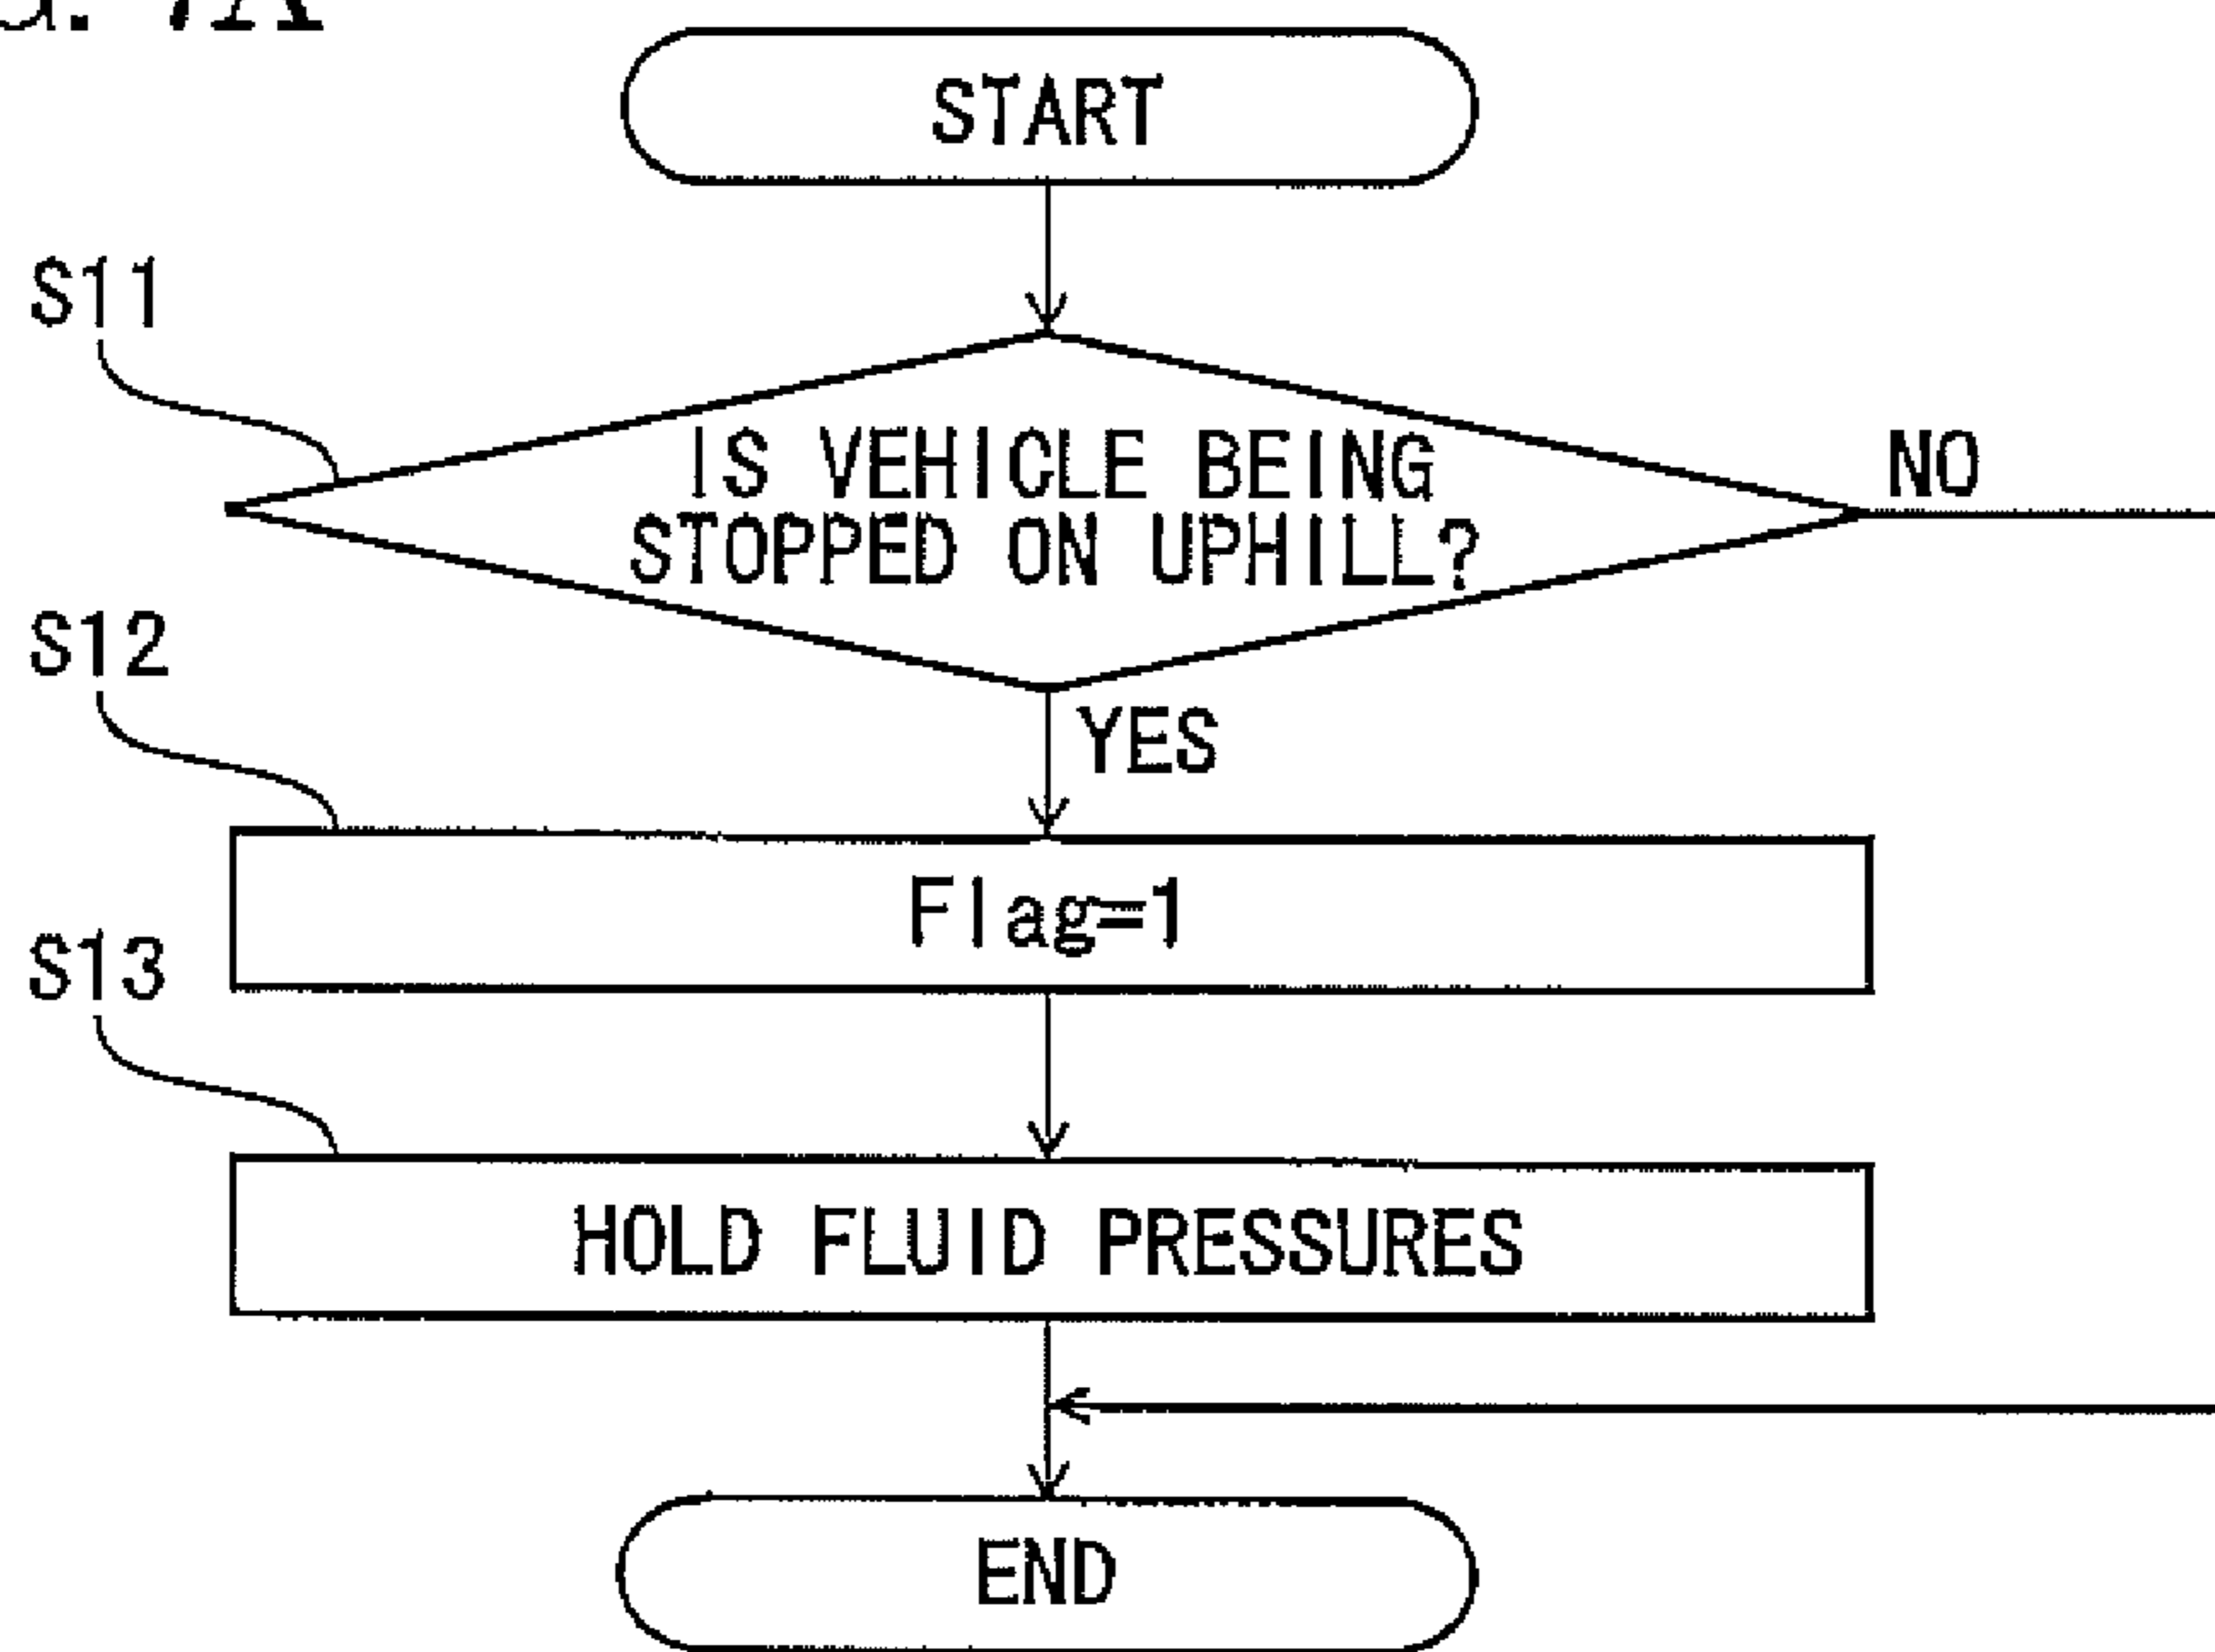 START
S11
IS VEHICLE BEING
STOPPED ON UPHILL?
NO
S12
YES
Flag=1
S13
HOLD FLUID PRESSURES
END